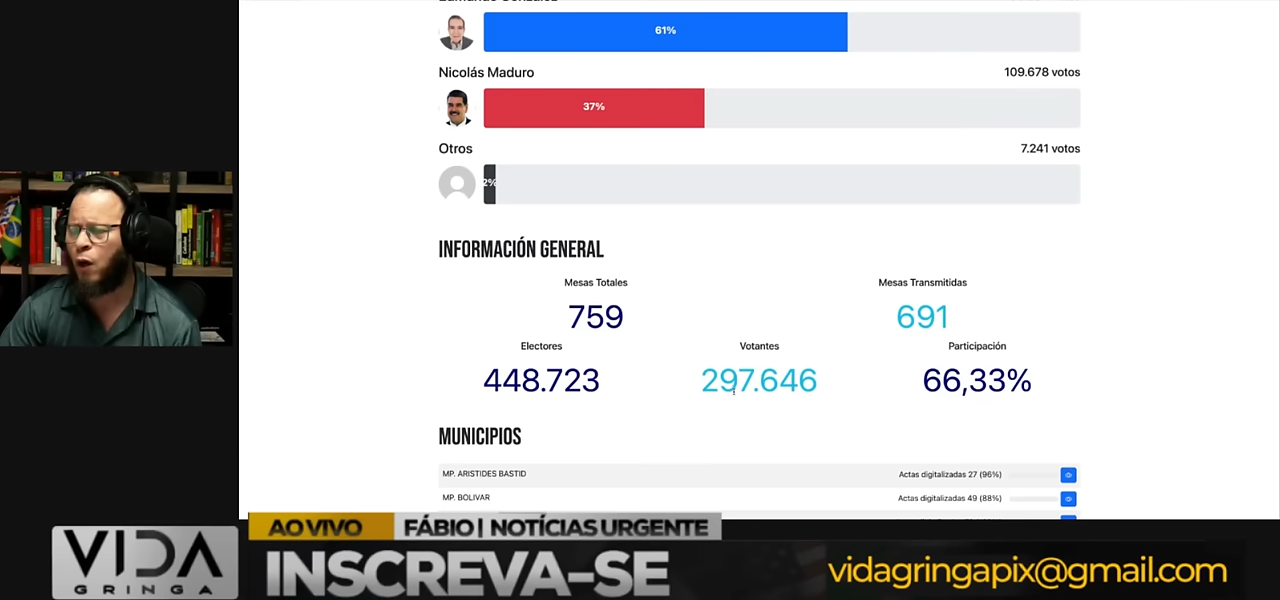 61%
Nicolás Maduro
109.678 votos
37%
Otros
7.241 votos
2%
INFORMACIÓN GENERAL
Mesas Totales
Mesas Transmitidas
759
691
Electores
Votantes
Participación
448.723
297.646
66,33%
MUNICIPIOS
MP. ARISTIDES BASTID
Actas digitalizadas 27 (96%)
MP. BOLIVAR
Actas digitalizadas 49 (88%)
AO VIVO
FÁBIO | NOTÍCIAS URGENTE
VIDA
GRINGA
INSCREVA-SE
vidagringapix@gmail.com